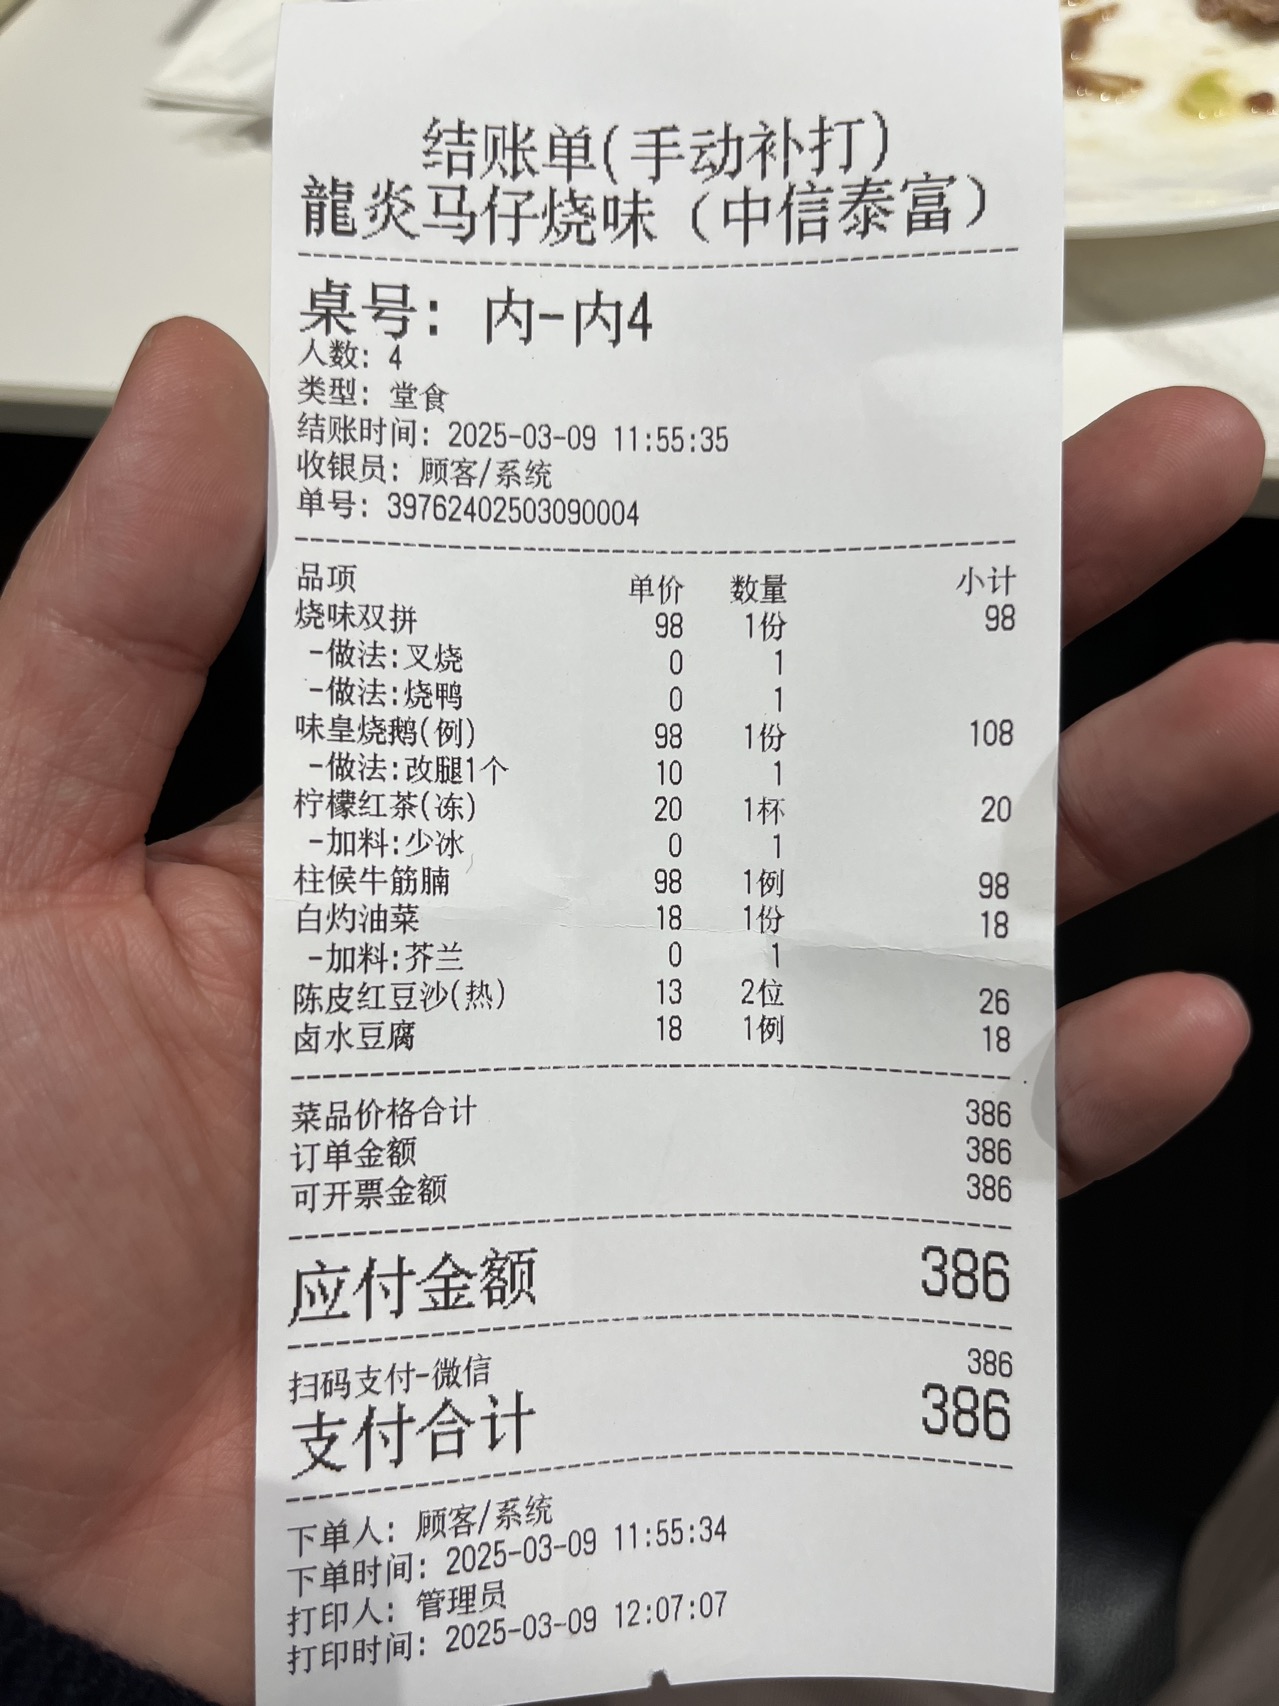 结账单(手动补打)
龍炎马仔烧味（中信泰富）
桌号: 内-内4
人数: 4
类型: 堂食
结账时间: 2025-03-09 11:55:35
收银员: 顾客/系统
单号: 39762402503090004
品项 单价 数量 小计
烧味双拼 98 1份 98
-做法:叉烧 0 1
-做法:烧鸭 0 1
味皇烧鹅(例) 98 1份 108
-做法:改腿1个 10 1
柠檬红茶(冻) 20 1杯 20
-加料:少冰 0 1
柱候牛筋腩 98 1例 98
白灼油菜 18 1份 18
-加料:芥兰 0 1
陈皮红豆沙(热) 13 2位 26
卤水豆腐 18 1例 18
菜品价格合计 386
订单金额 386
可开票金额 386
应付金额 386
扫码支付-微信 386
支付合计 386
下单人: 顾客/系统
下单时间: 2025-03-09 11:55:34
打印人: 管理员
打印时间: 2025-03-09 12:07:07